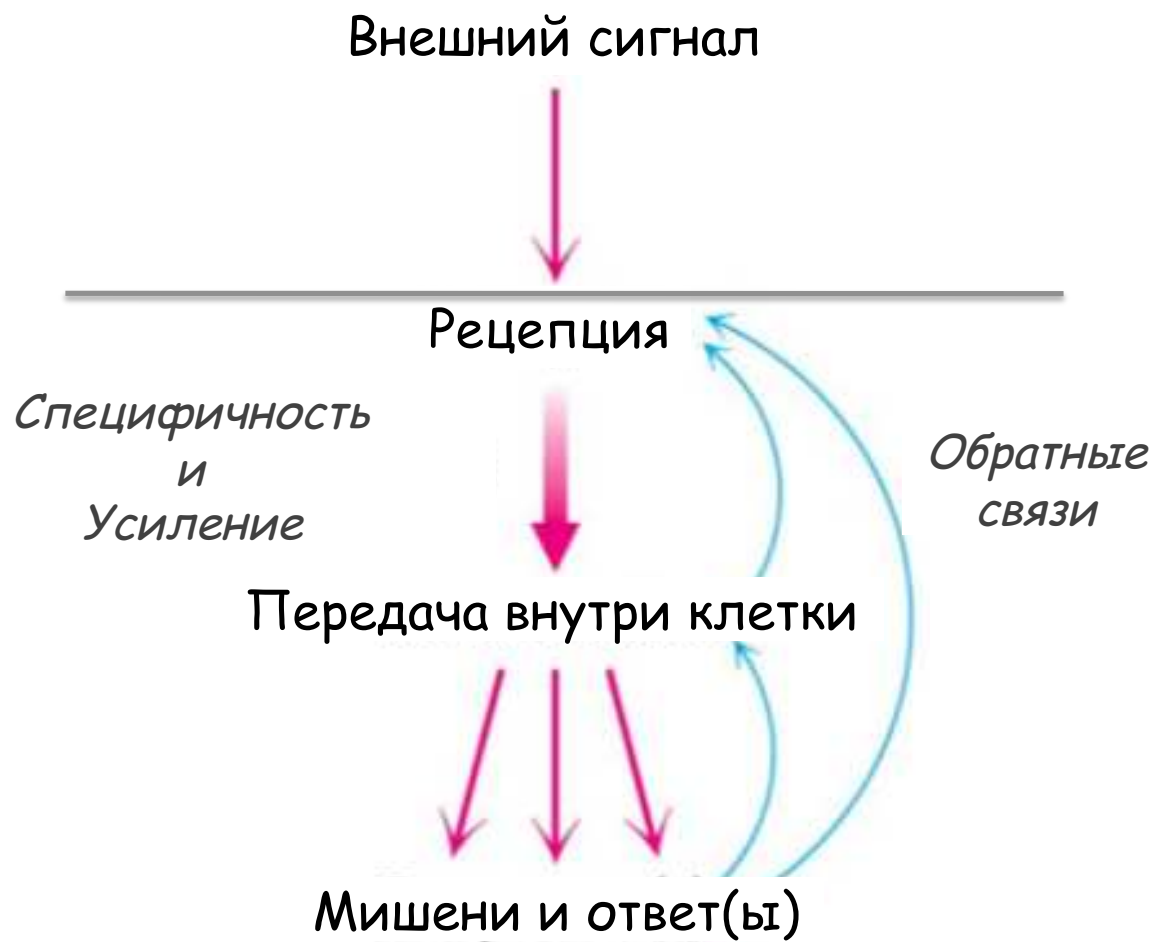 Внешний сигнал
Рецепция
Специфичность
и
Усиление
Обратные
связи
Передача внутри клетки
Мишени и ответ(ы)